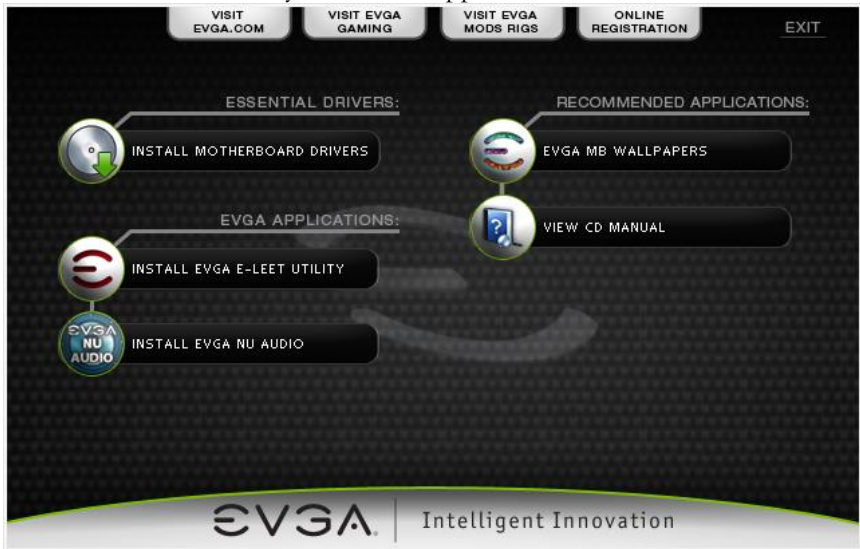 VISIT
EVGA.COM
VISIT EVGA
GAMING
VISIT EVGA
MODS RIGS
ONLINE
REGISTRATION
EXIT
ESSENTIAL DRIVERS:
INSTALL MOTHERBOARD DRIVERS
EVGA APPLICATIONS:
INSTALL EVGA E-LEET UTILITY
EVGA
NU
AUDIO
INSTALL EVGA NU AUDIO
RECOMMENDED APPLICATIONS:
EVGA MB WALLPAPERS
VIEW CD MANUAL
EVGA.
Intelligent Innovation